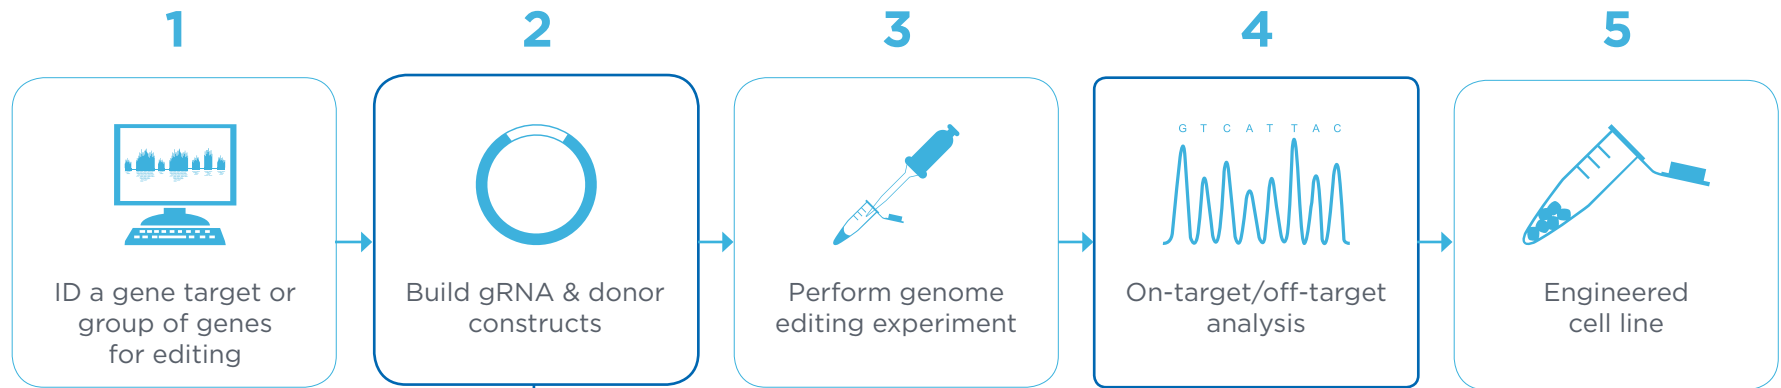 1
2
3
4
5
ID a gene target or
group of genes
for editing
Build gRNA & donor
constructs
Perform genome
editing experiment
G T C A T T A C
On-target/off-target
analysis
Engineered
cell line